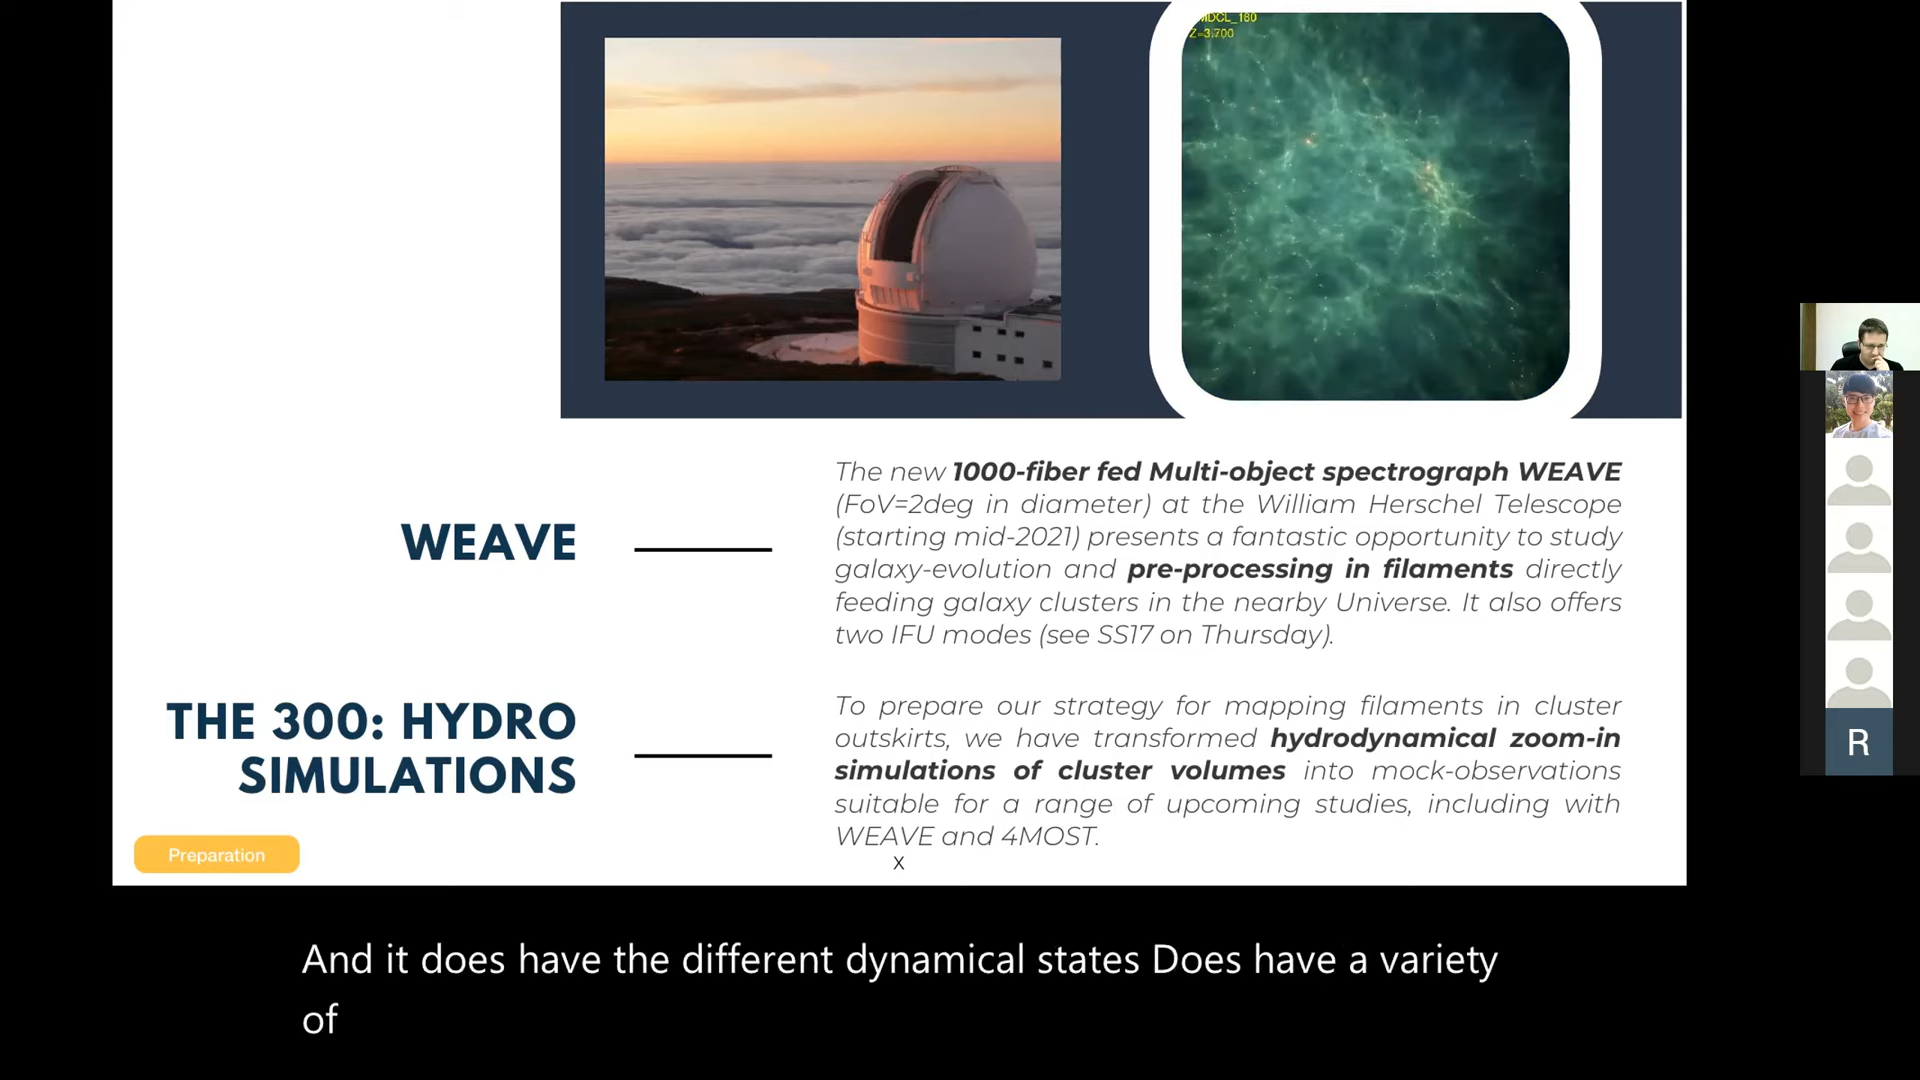 MDCL_180
Z=3.700
WEAVE
The new 1000-fiber fed Multi-object spectrograph WEAVE
(FoV=2deg in diameter) at the William Herschel Telescope
(starting mid-2021) presents a fantastic opportunity to study
galaxy-evolution and pre-processing in filaments directly
feeding galaxy clusters in the nearby Universe. It also offers
two IFU modes (see SS17 on Thursday).
THE 300: HYDRO
SIMULATIONS
To prepare our strategy for mapping filaments in cluster
outskirts, we have transformed hydrodynamical zoom-in
simulations of cluster volumes into mock-observations
suitable for a range of upcoming studies, including with
WEAVE and 4MOST.
X
Preparation
R
And it does have the different dynamical states Does have a variety
of